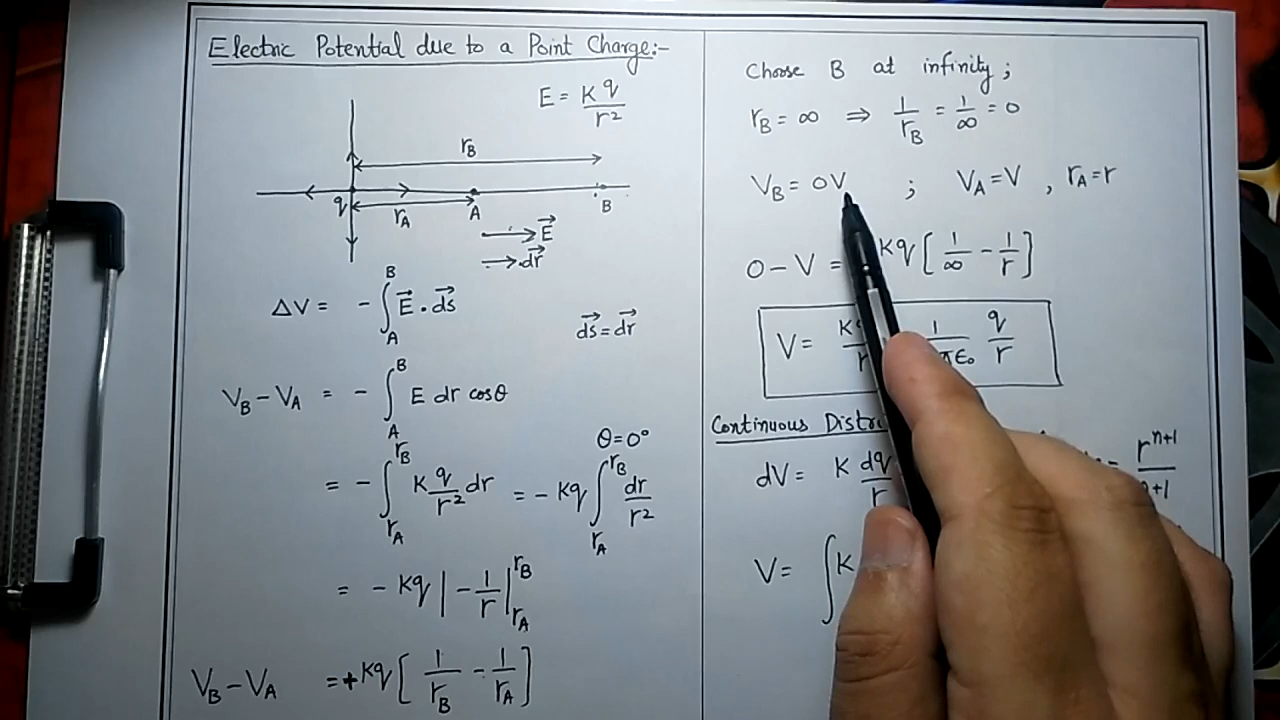 Electric Potential due to a Point Charge:-
E = K q / r²
r_B
q r_A A B
→E
→dr
ΔV = - ∫_A^B →E . →ds
→ds = →dr
V_B - V_A = - ∫_A^B E dr cosθ
θ = 0°
= - ∫_{r_A}^{r_B} K q/r² dr = - Kq ∫_{r_A}^{r_B} dr/r²
= - Kq | - 1/r |_{r_A}^{r_B}
V_B - V_A = + Kq [ 1/r_B - 1/r_A ]
Choose B at infinity ;
r_B = ∞ ⇒ 1/r_B = 1/∞ = 0
V_B = 0V ; V_A = V , r_A = r
0 - V = Kq [ 1/∞ - 1/r ]
V = K / r 1 / πε₀ q/r
Continuous
dV = K dq/r r^{n+1} / n+1
V = ∫ K